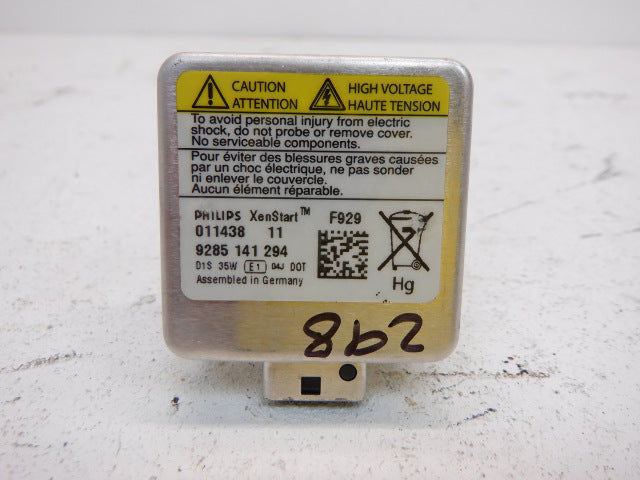 CAUTION
ATTENTION
HIGH VOLTAGE
HAUTE TENSION
To avoid personal injury from electric
shock, do not probe or remove cover.
No serviceable components.
Pour éviter des blessures graves causées
par un choc électrique, ne pas sonder
ni enlever le couvercle.
Aucun élément réparable.
PHILIPS XenStart™ F929
011438 11
9285 141 294
D1S 35W E1 04J DOT
Assembled in Germany
Hg
298